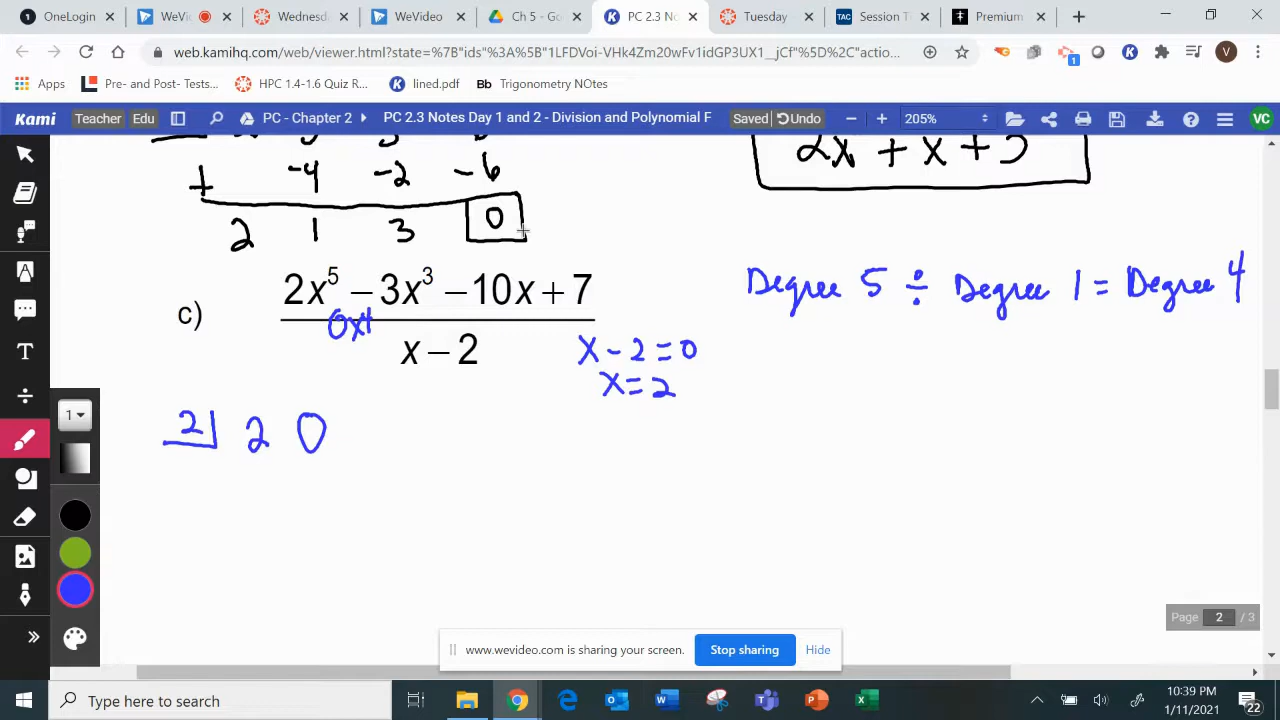 OneLogin
WeVi
Wednesda
WeVideo
Ch-5 - Go
PC 2.3 No
Tuesday
Session T
Premium
web.kamihq.com/web/viewer.html?state=%7B"ids"%3A%5B"1LFDVoi-VHk4Zm20wFv1idGP3UX1_jCf"%5D%2C"actio...
V
Apps
Pre- and Post- Tests...
HPC 1.4-1.6 Quiz R...
lined.pdf
Bb Trigonometry NOtes
Kami
Teacher
Edu
PC - Chapter 2
PC 2.3 Notes Day 1 and 2 - Division and Polynomial F
Saved
Undo
205%
VC
+ -4 -2 -6
2 1 3 0
c)
2x⁵ – 3x³ – 10x + 7
x – 2
0x⁴
x - 2 = 0
x = 2
Degree 5 ÷ Degree 1 = Degree 4
2 2 0
1
Page 2 / 3
www.wevideo.com is sharing your screen.
Stop sharing
Hide
Type here to search
10:39 PM
1/11/2021
22